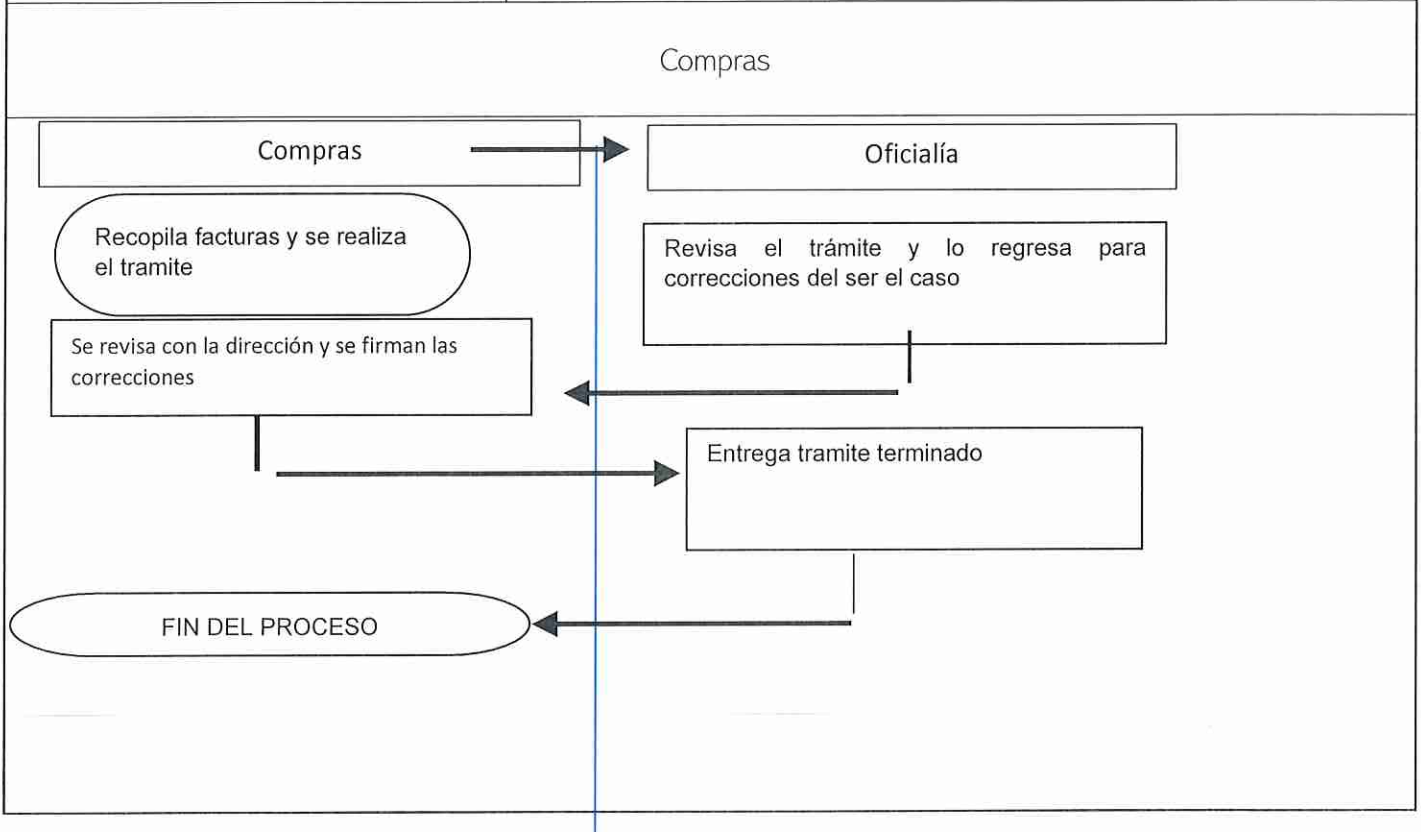 Compras
Compras
Oficialía
Recopila facturas y se realiza
el tramite
Revisa el trámite y lo regresa para
correcciones del ser el caso
Se revisa con la dirección y se firman las
correcciones
Entrega tramite terminado
FIN DEL PROCESO